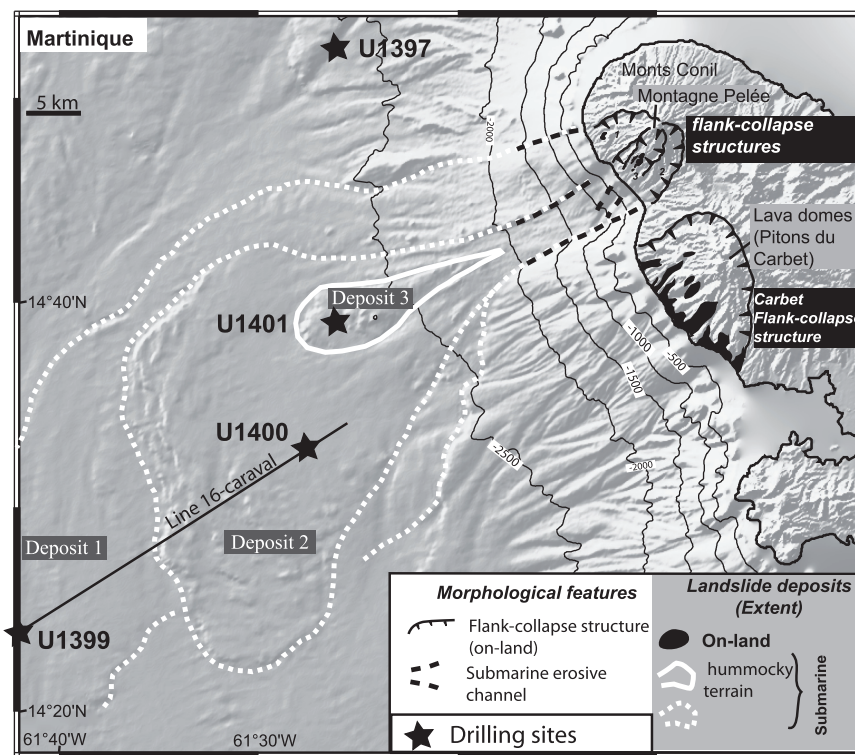 Martinique
U1397
5 km
Monts Conil
Montagne Pelée
flank-collapse
structures
-2000
3
2
Lava domes
(Pitons du
Carbet)
14°40'N
Deposit 3
U1401
Carbet
Flank-collapse
structure
-1000
-500
-1500
U1400
-2500
-2000
Line 16-caraval
Deposit 1
Deposit 2
U1399
14°20'N
61°40'W
61°30'W
Morphological features
Flank-collapse structure
(on-land)
Submarine erosive
channel
Drilling sites
Landslide deposits
(Extent)
On-land
hummocky
terrain
Submarine